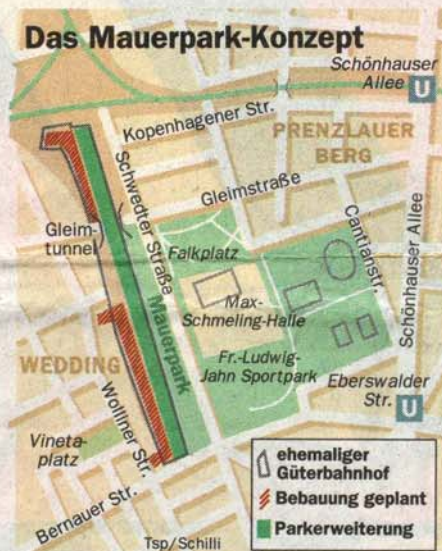 Das Mauerpark-Konzept
Schönhauser
Allee U
Kopenhagener Str.
PRENZLAUER
BERG
Schwedter Straße
Gleimstraße
Gleim-
tunnel
Falkplatz
Cantianstr.
Schönhauser Allee
Mauerpark
Max-
Schmeling-Halle
WEDDING
Fr.-Ludwig-
Jahn Sportpark
Eberswalder
Str. U
Wolliner Str.
Vineta-
platz
Bernauer Str.
ehemaliger
Güterbahnhof
Bebauung geplant
Parkerweiterung
Tsp/Schilli